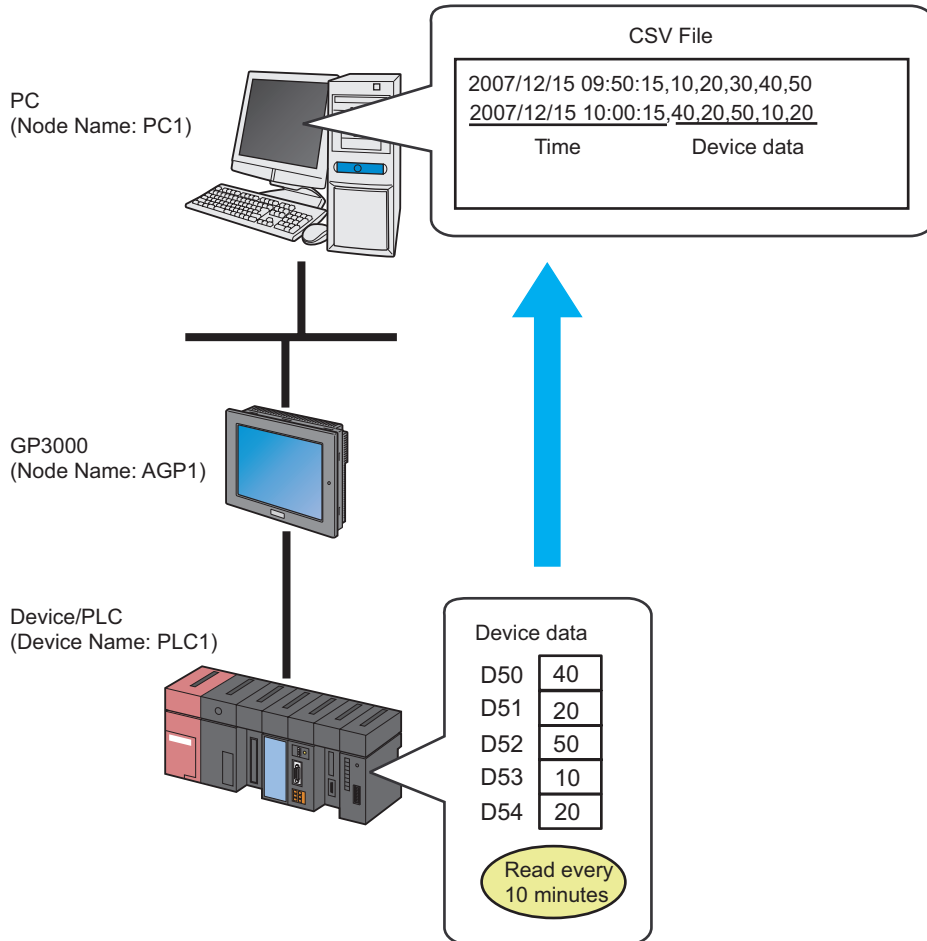 CSV File
2007/12/15 09:50:15,10,20,30,40,50
2007/12/15 10:00:15,40,20,50,10,20
Time Device data
PC
(Node Name: PC1)
GP3000
(Node Name: AGP1)
Device/PLC
(Device Name: PLC1)
Device data
D50 40
D51 20
D52 50
D53 10
D54 20
Read every
10 minutes